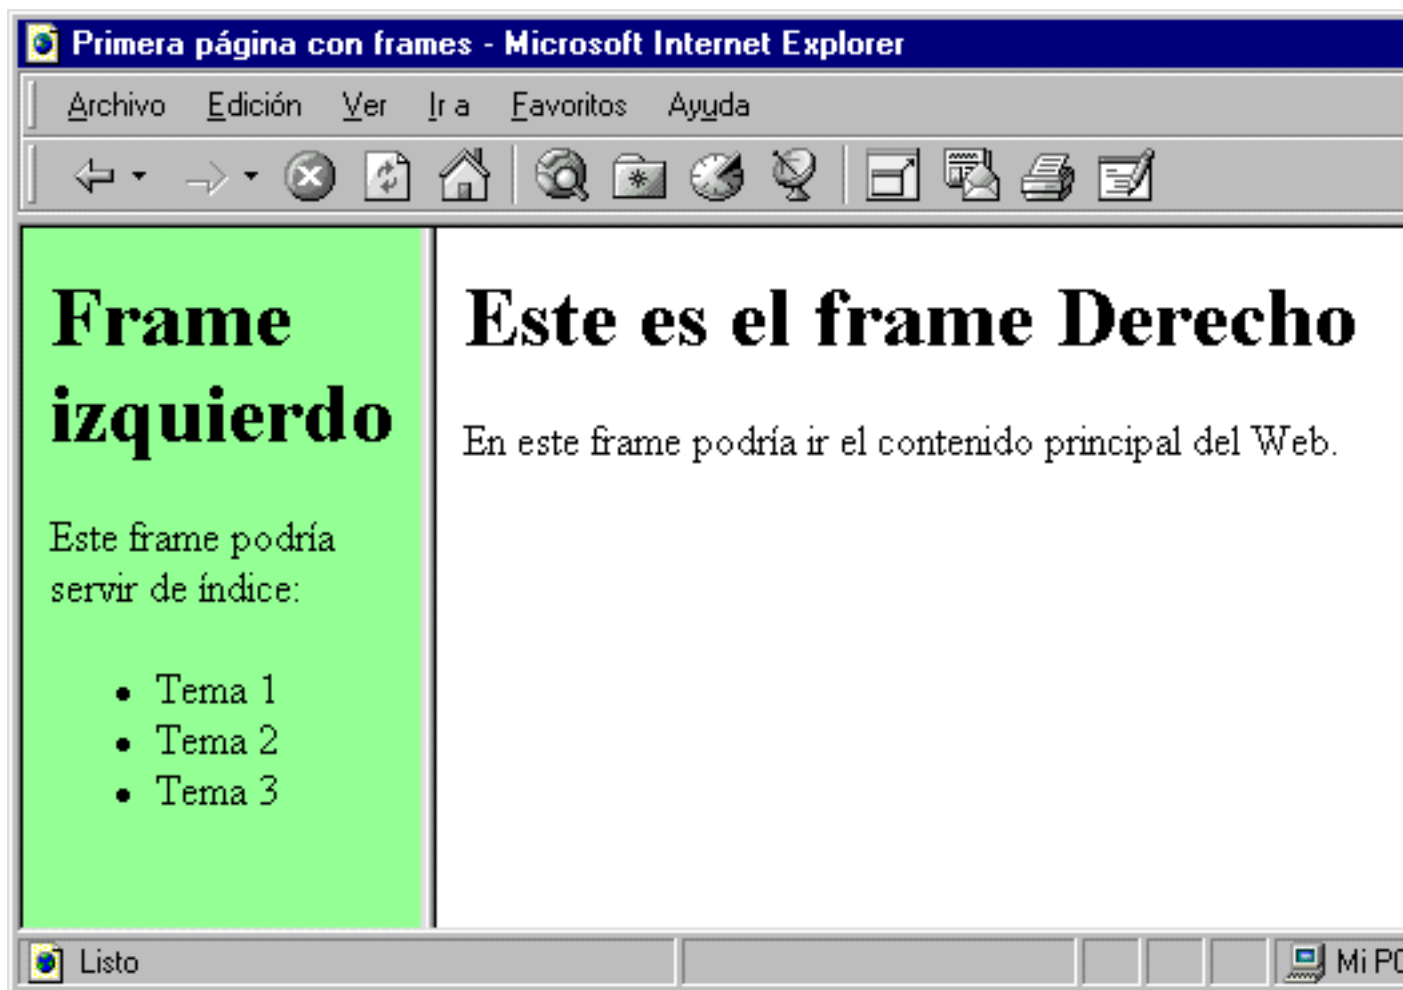 Primera página con frames - Microsoft Internet Explorer
Archivo Edición Ver Ir a Favoritos Ayuda
Frame
izquierdo
Este frame podría
servir de índice:
• Tema 1
• Tema 2
• Tema 3
Este es el frame Derecho
En este frame podría ir el contenido principal del Web.
Listo
Mi PC